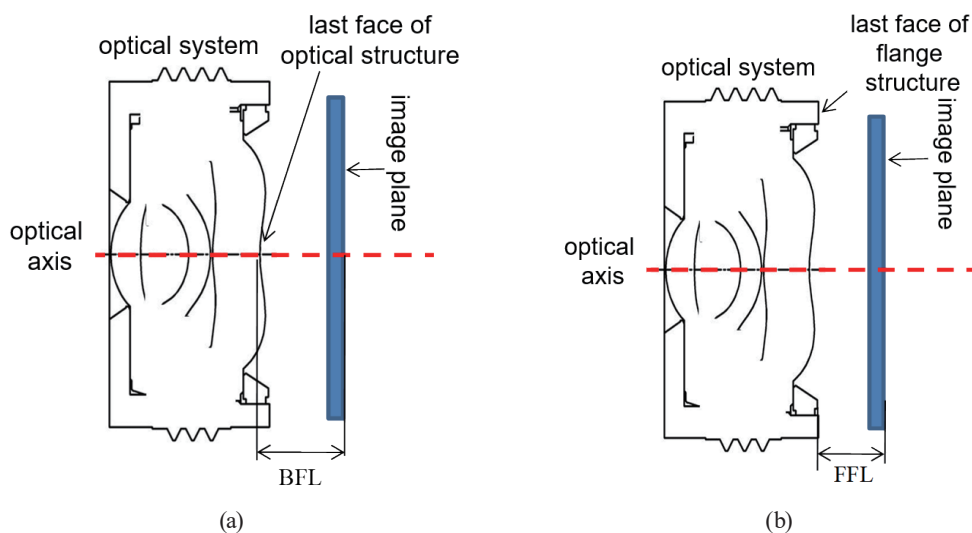 optical system
last face of
optical structure
image plane
optical
axis
BFL
(a)
optical system
last face of
flange
structure
image plane
optical
axis
FFL
(b)